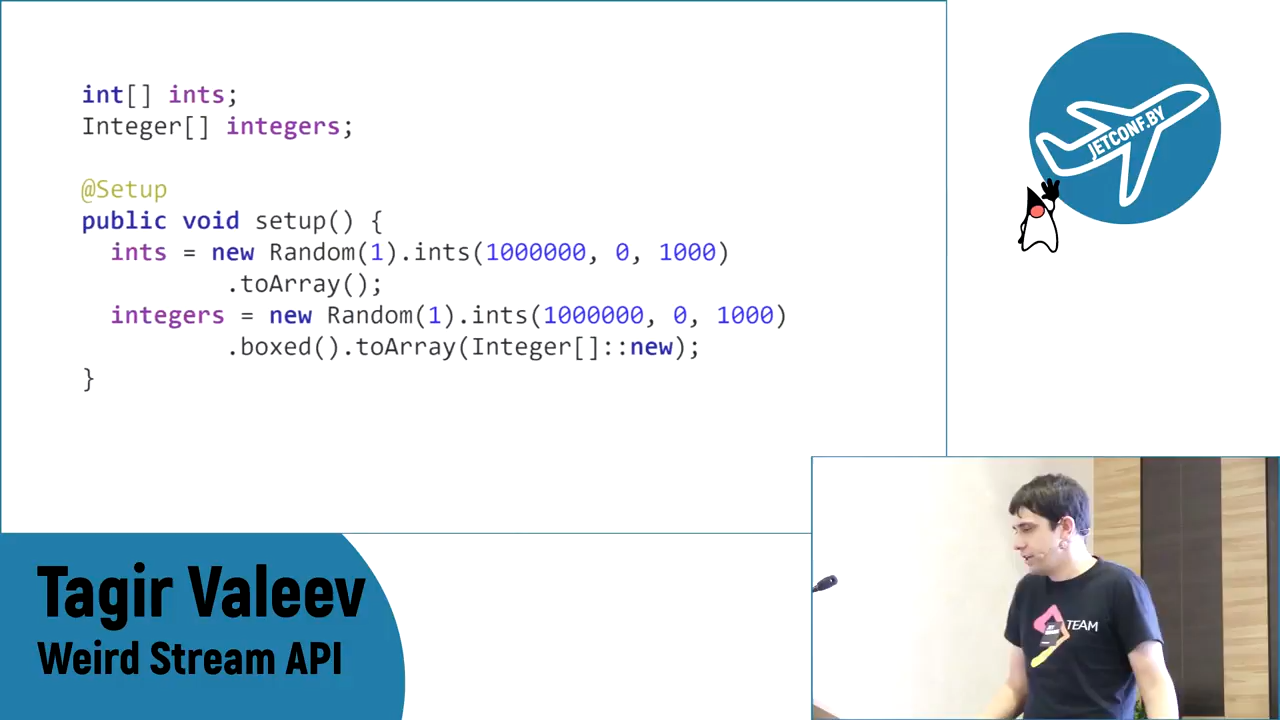 int[] ints;
Integer[] integers;
@Setup
public void setup() {
ints = new Random(1).ints(1000000, 0, 1000)
.toArray();
integers = new Random(1).ints(1000000, 0, 1000)
.boxed().toArray(Integer[]::new);
}
JETCONF.BY
TEAM
Tagir Valeev
Weird Stream API